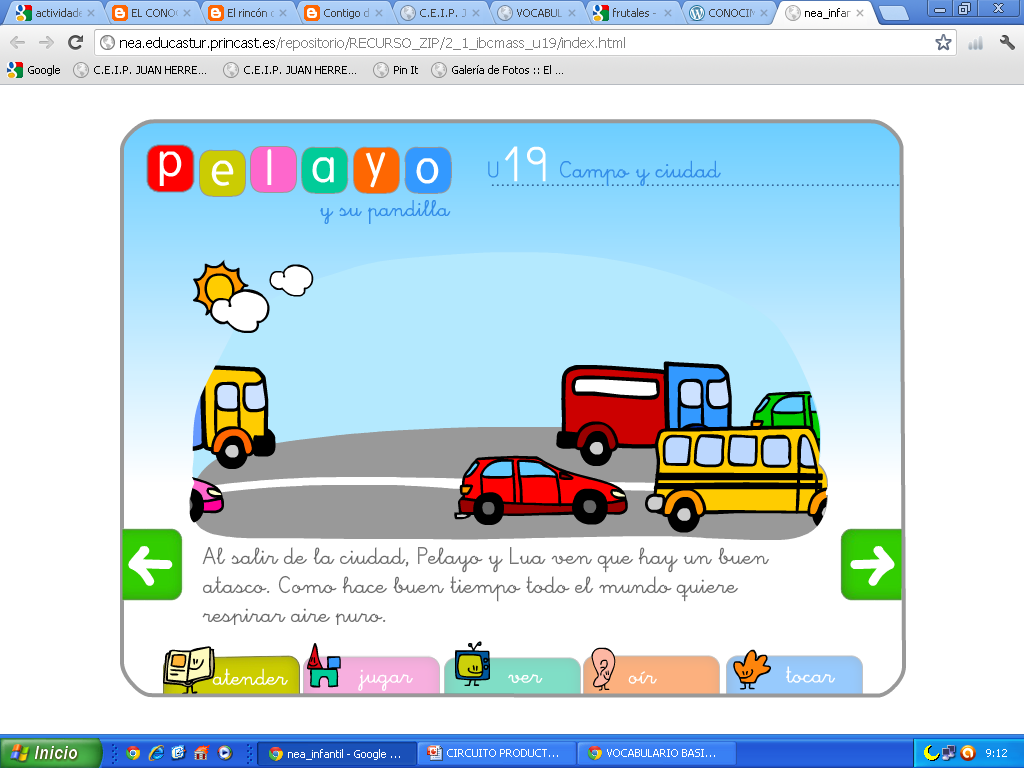 actividade
EL CONO
El rincón c
Contigo d
C.E.I.P. J
VOCABUL
frutales -
CONOCIM
nea_infar
nea.educastur.princast.es/repositorio/RECURSO_ZIP/2_1_ibcmass_u19/index.html
Google
C.E.I.P. JUAN HERRE...
C.E.I.P. JUAN HERRE...
Pin It
Galería de Fotos :: El ...
pelayo
y su pandilla
U19 Campo y ciudad
Al salir de la ciudad, Pelayo y Lua ven que hay un buen
atasco. Como hace buen tiempo todo el mundo quiere
respirar aire puro.
atender
jugar
ver
oír
tocar
Inicio
nea_infantil - Google ...
CIRCUITO PRODUCT...
VOCABULARIO BASI...
9:12